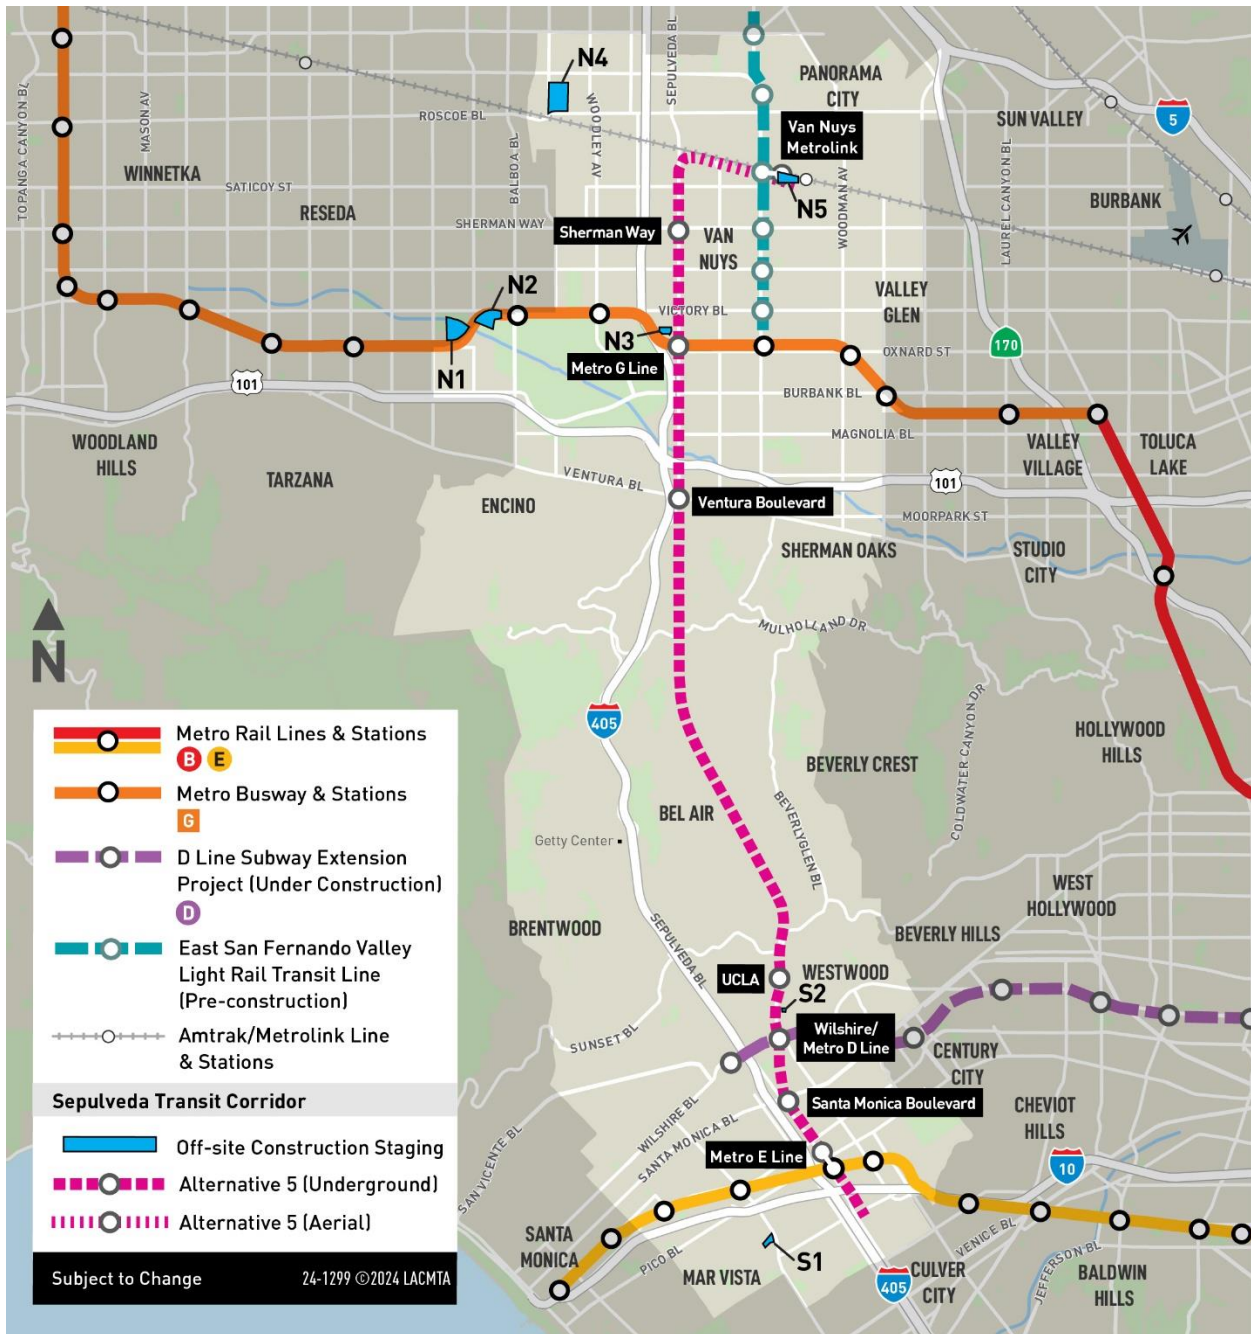 N4
SEPULVEDA BL
VAN NUYS BL
PANORAMA
CITY
5
SUN VALLEY
TOPANGA CANYON BL
MASON AV
ROSCOE BL
WOODLEY AV
BALBOA BL
Van Nuys
Metrolink
WINNETKA
SATICOY ST
RESEDA
SHERMAN WAY
Sherman Way
VAN
NUYS
N5
WOODMAN AV
LAUREL CANYON BL
BURBANK
N2
N1
N3
VICTORY BL
VALLEY
GLEN
170
OXNARD ST
Metro G Line
101
BURBANK BL
MAGNOLIA BL
WOODLAND
HILLS
TARZANA
VENTURA BL
ENCINO
Ventura Boulevard
101
VALLEY
VILLAGE
TOLUCA
LAKE
MOORPARK ST
SHERMAN OAKS
STUDIO
CITY
MULHOLLAND DR
N
405
COLDWATER CANYON DR
HOLLYWOOD
HILLS
BEVERLY CREST
BEVERLYGLEN BL
BEL AIR
Getty Center
WEST
HOLLYWOOD
BRENTWOOD
SEPULVEDA BL
BEVERLY HILLS
UCLA
WESTWOOD
S2
SUNSET BL
Wilshire/
Metro D Line
CENTURY
CITY
WILSHIRE BL
SANTA MONICA BL
Santa Monica Boulevard
CHEVIOT
HILLS
SAN VICENTE BL
Metro E Line
10
SANTA
MONICA
PICO BL
MAR VISTA
S1
405
CULVER
CITY
VENICE BL
JEFFERSON BL
BALDWIN
HILLS
Metro Rail Lines & Stations
B E
Metro Busway & Stations
G
D Line Subway Extension
Project (Under Construction)
D
East San Fernando Valley
Light Rail Transit Line
(Pre-construction)
Amtrak/Metrolink Line
& Stations
Sepulveda Transit Corridor
Off-site Construction Staging
Alternative 5 (Underground)
Alternative 5 (Aerial)
Subject to Change 24-1299 ©2024 LACMTA